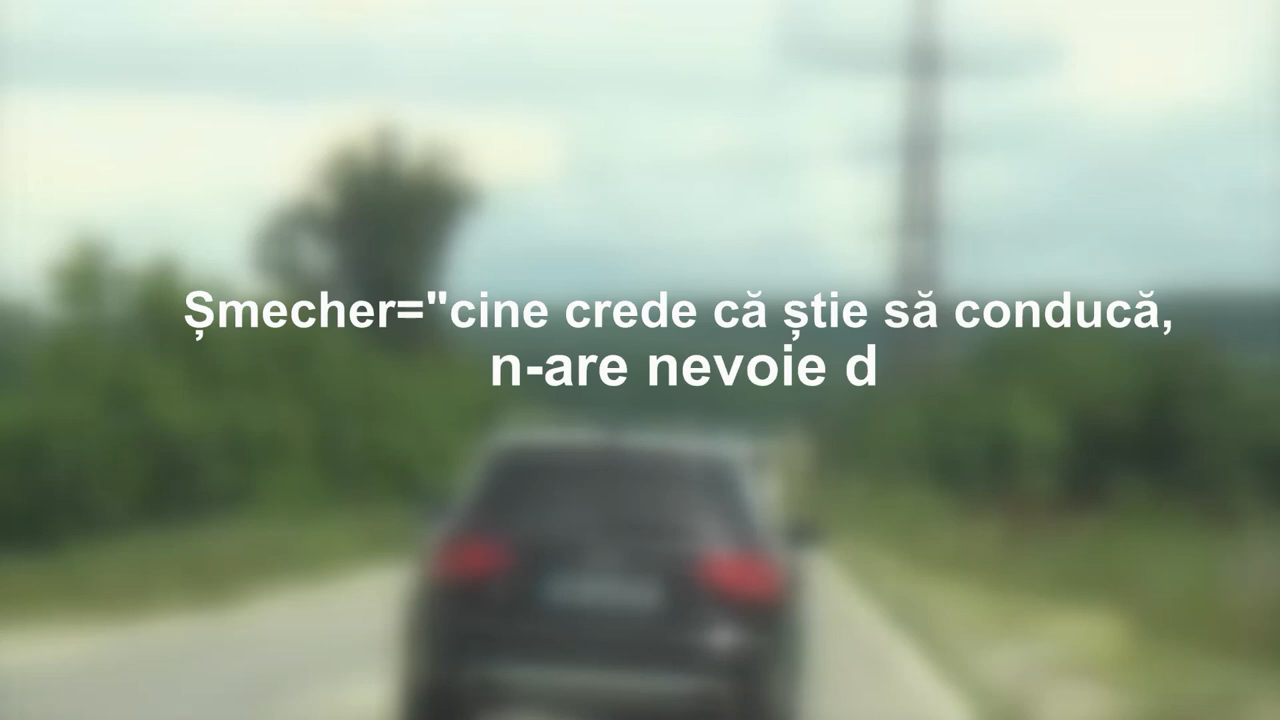 Șmecher="cine crede că știe să conducă,
n-are nevoie d